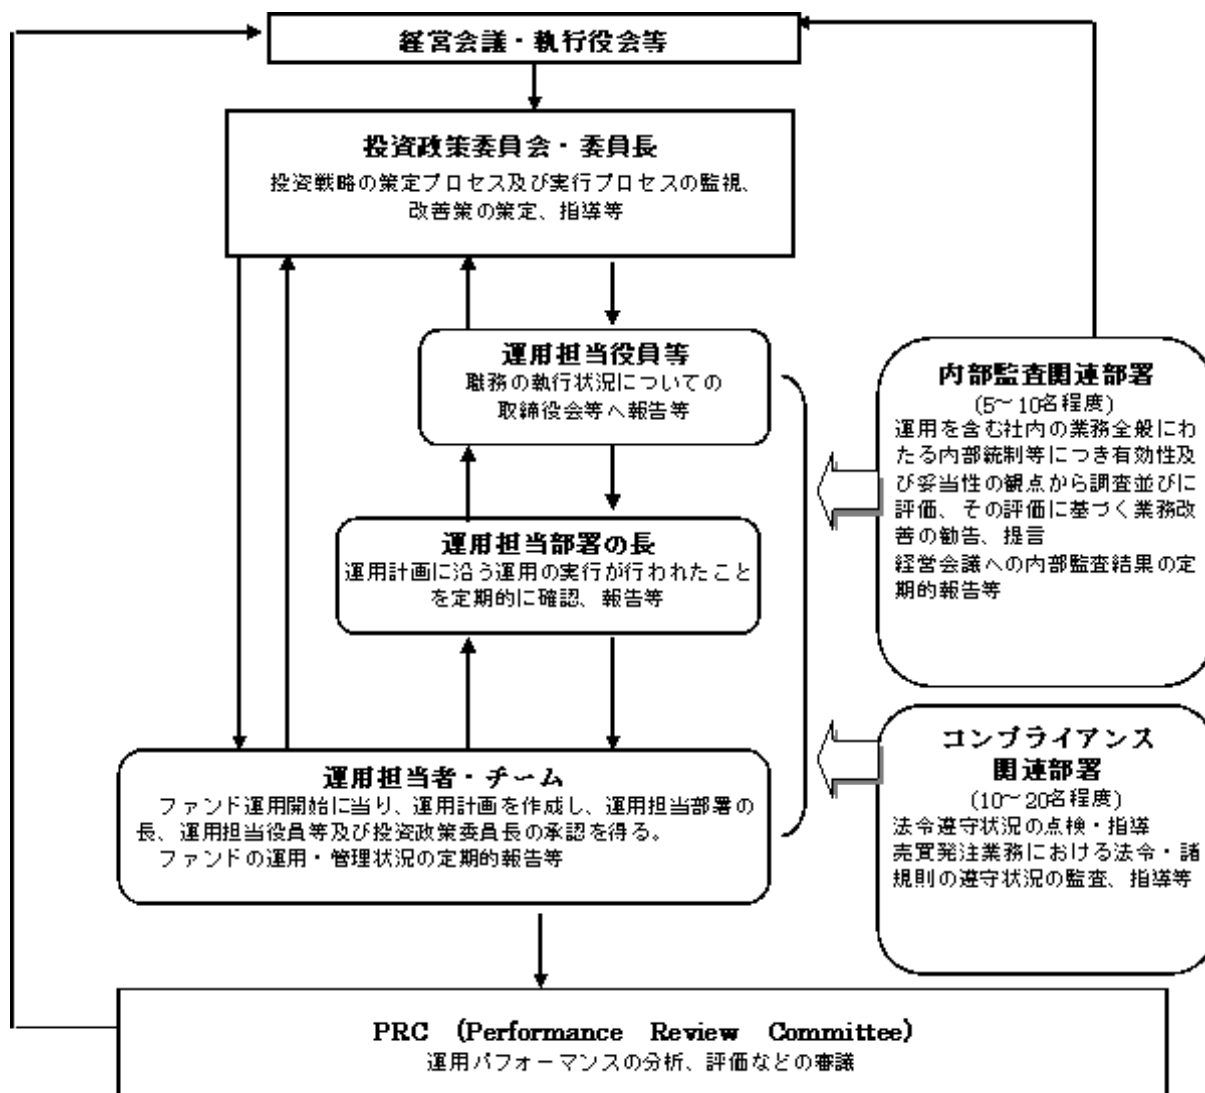 経営会議・執行役会等
投資政策委員会・委員長
投資戦略の策定プロセス及び実行プロセスの監視、
改善策の策定、指導等
運用担当役員等
職務の執行状況についての
取締役会等へ報告等
内部監査関連部署
(5～10名程度)
運用を含む社内の業務全般にわ
たる内部統制等につき有効性及
び妥当性の観点から調査並びに
評価、その評価に基づく業務改
善の勧告、提言
経営会議への内部監査結果の定
期的報告等
運用担当部署の長
運用計画に沿う運用の実行が行われたこと
を定期的に確認、報告等
コンプライアンス
関連部署
(10～20名程度)
法令遵守状況の点検・指導
売買発注業務における法令・諸
規則の遵守状況の監査、指導等
運用担当者・チーム
ファンド運用開始に当り、運用計画を作成し、運用担当部署の
長、運用担当役員等及び投資政策委員長の承認を得る。
ファンドの運用・管理状況の定期的報告等
PRC (Performance Review Committee)
運用パフォーマンスの分析、評価などの審議